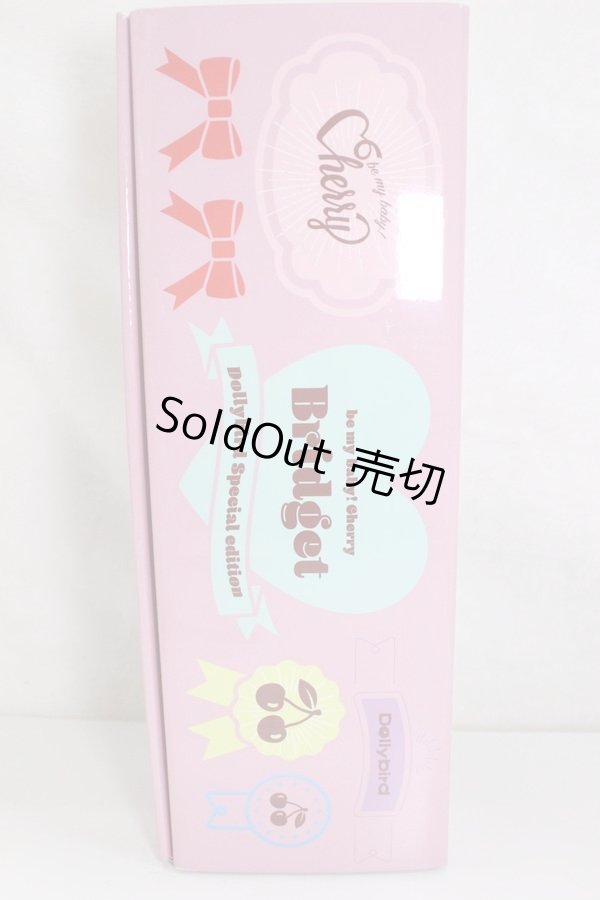 be my baby!
Cherry
be my baby! Cherry
Bridget
Dollybird Special edition
Dollybird
SoldOut 売切